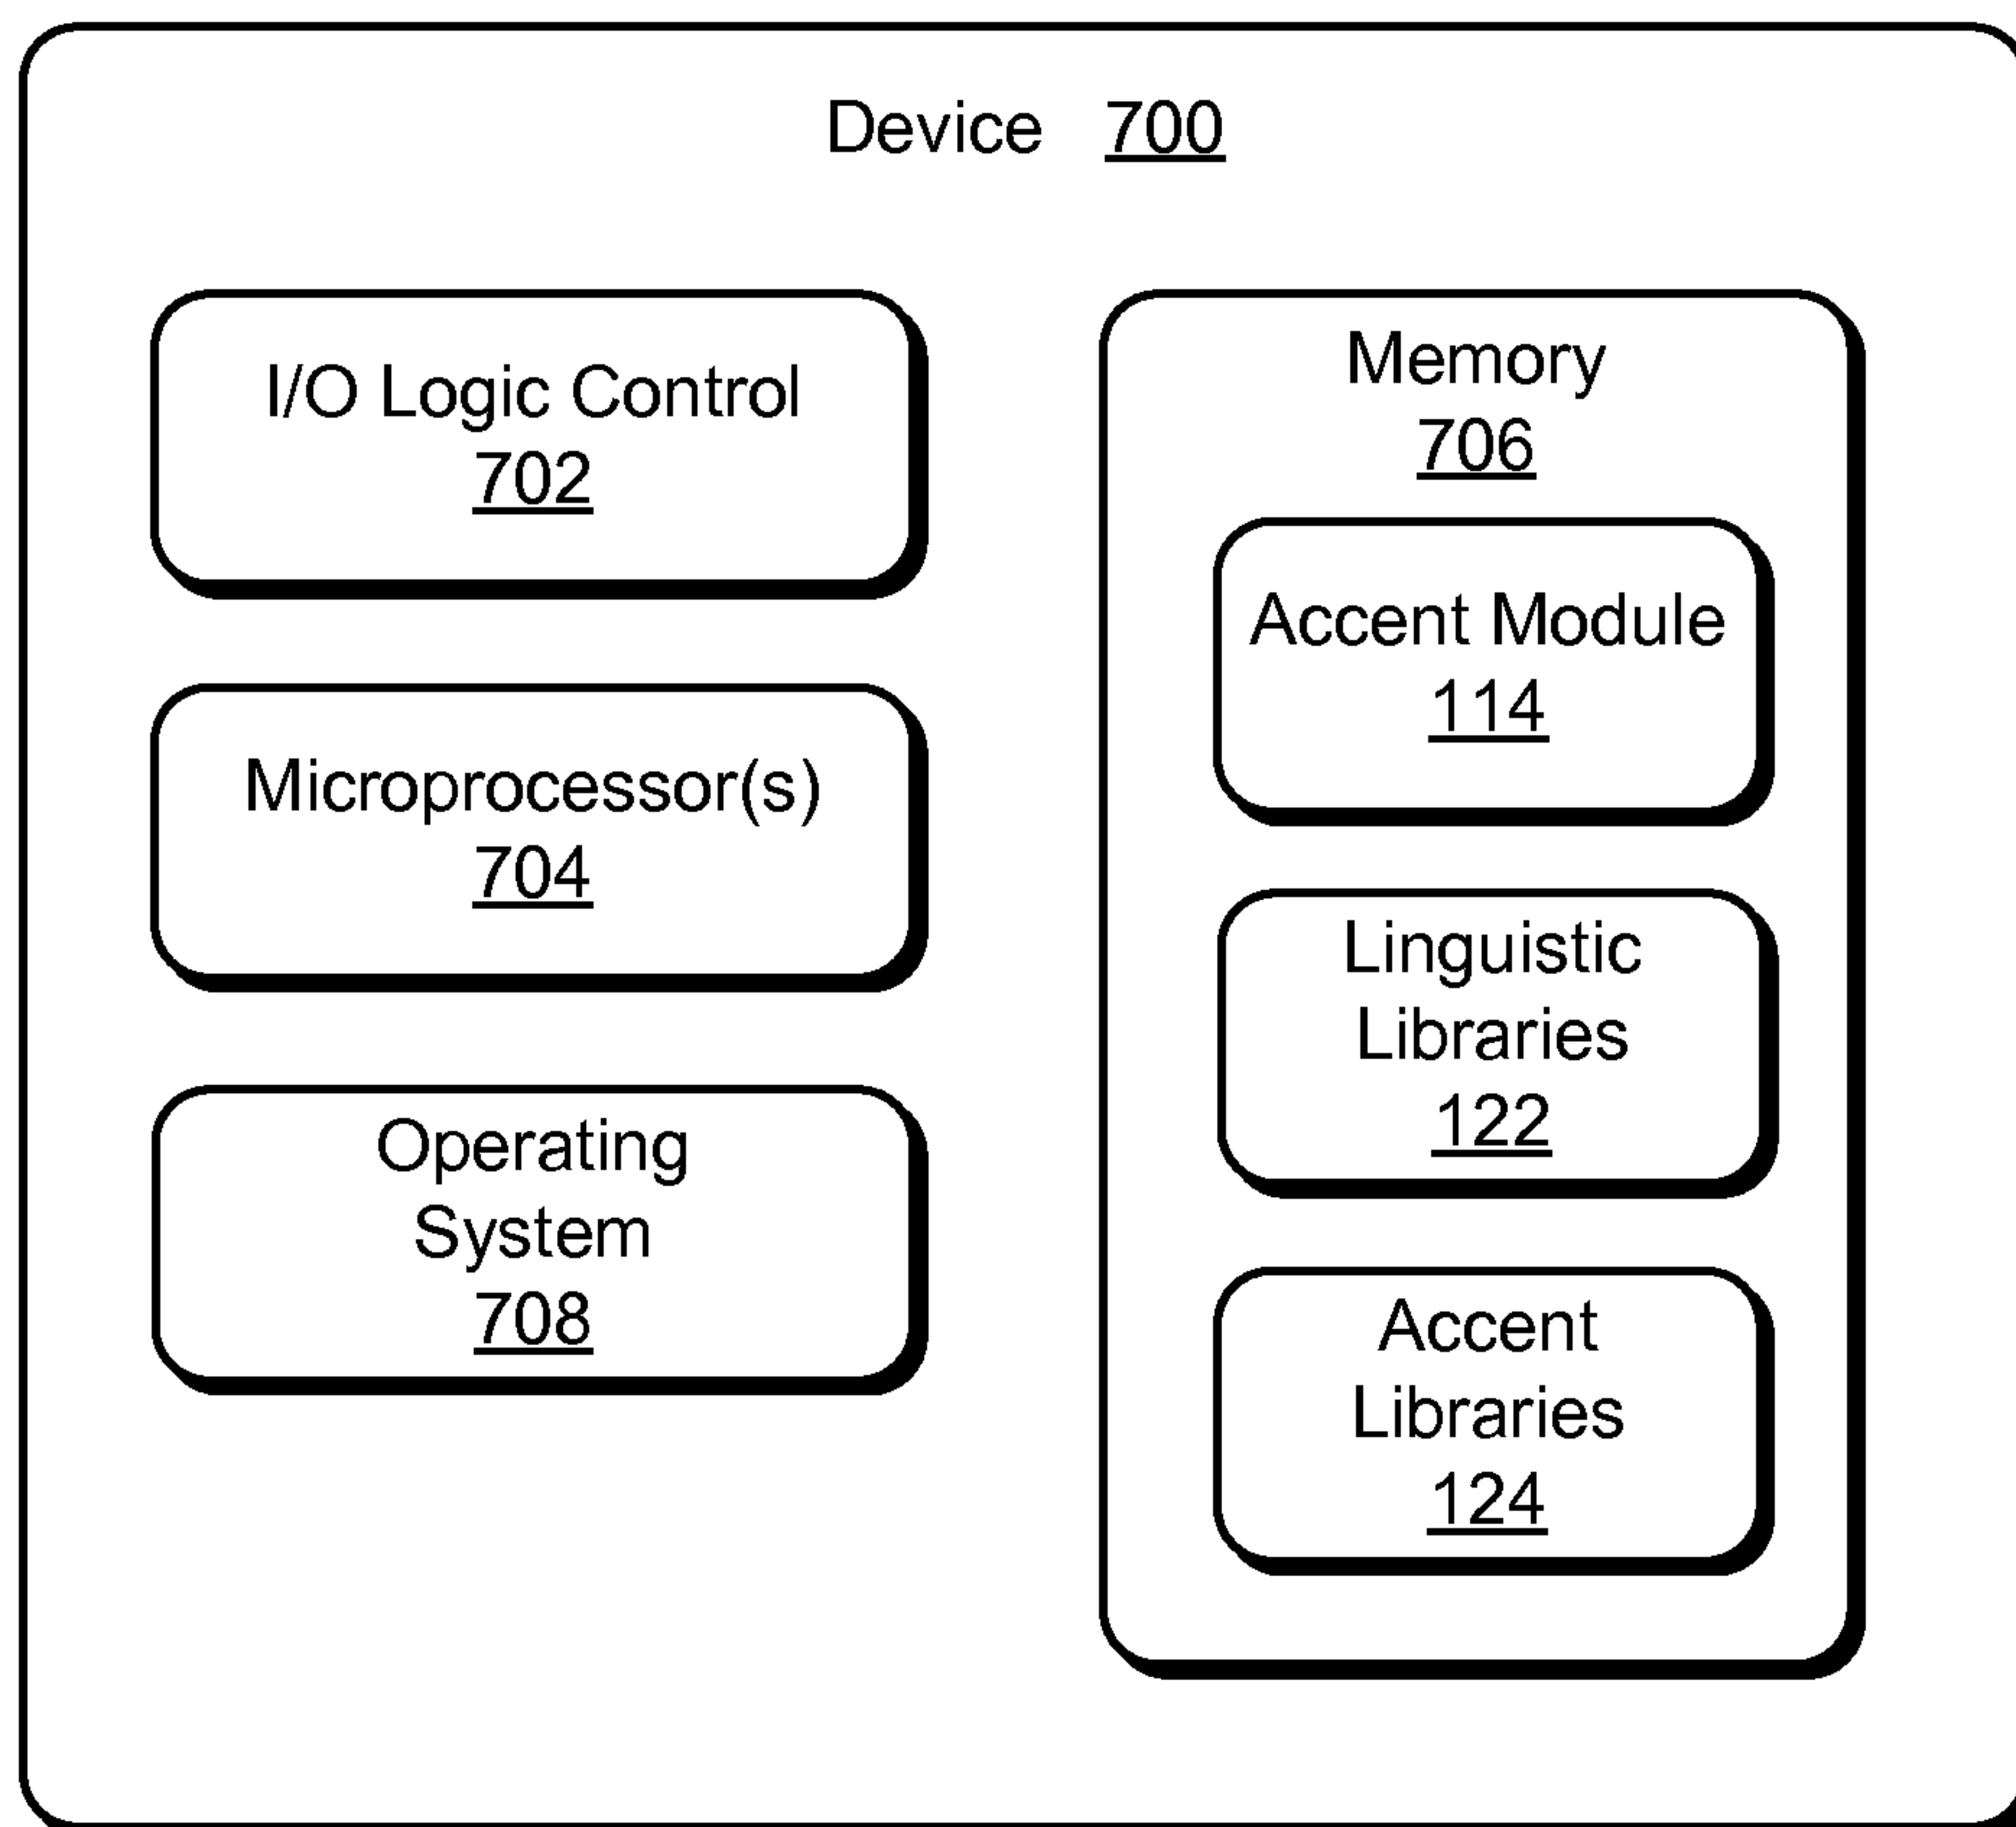 Device 700
I/O Logic Control
702
Microprocessor(s)
704
Operating
System
708
Memory
706
Accent Module
114
Linguistic
Libraries
122
Accent
Libraries
124